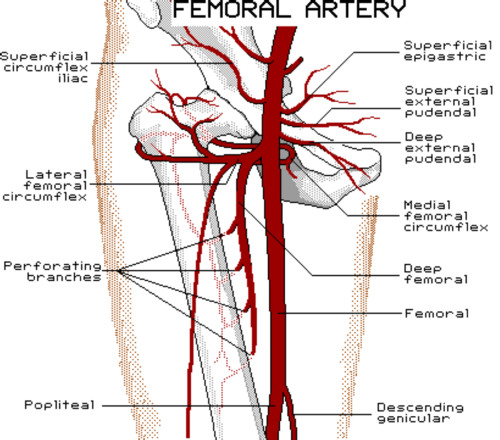 FEMORAL ARTERY
Superficial
circumflex
iliac
Superficial
epigastric
Superficial
external
pudendal
Deep
external
pudendal
Lateral
femoral
circumflex
Medial
femoral
circumflex
Perforating
branches
Deep
femoral
Femoral
Popliteal
Descending
genicular